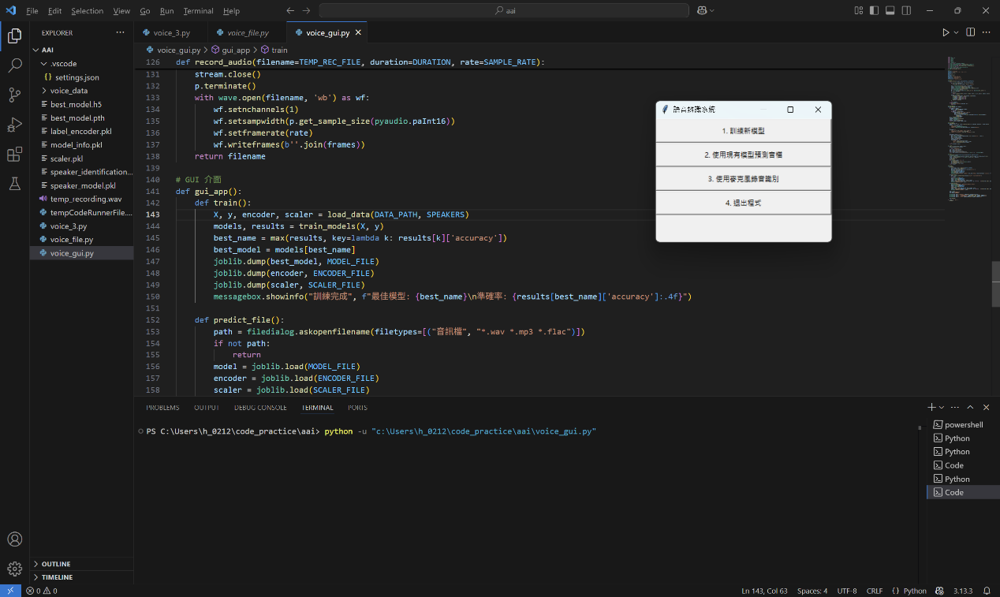 File Edit Selection View Go Run Terminal Help
aai
EXPLORER
AAI
.vscode
{} settings.json
voice_data
best_model.h5
best_model.pth
label_encoder.pkl
model_info.pkl
scaler.pkl
speaker_identification...
speaker_model.pkl
temp_recording.wav
tempCodeRunnerFile....
voice_3.py
voice_file.py
voice_gui.py
OUTLINE
TIMELINE
voice_3.py voice_file.py voice_gui.py
voice_gui.py > gui_app > train
126 def record_audio(filename=TEMP_REC_FILE, duration=DURATION, rate=SAMPLE_RATE):
131 stream.close()
132 p.terminate()
133 with wave.open(filename, 'wb') as wf:
134 wf.setnchannels(1)
135 wf.setsampwidth(p.get_sample_size(pyaudio.paInt16))
136 wf.setframerate(rate)
137 wf.writeframes(b''.join(frames))
138 return filename
139
140 # GUI 介面
141 def gui_app():
142 def train():
143 X, y, encoder, scaler = load_data(DATA_PATH, SPEAKERS)
144 models, results = train_models(X, y)
145 best_name = max(results, key=lambda k: results[k]['accuracy'])
146 best_model = models[best_name]
147 joblib.dump(best_model, MODEL_FILE)
148 joblib.dump(encoder, ENCODER_FILE)
149 joblib.dump(scaler, SCALER_FILE)
150 messagebox.showinfo("訓練完成", f"最佳模型: {best_name}\n準確率: {results[best_name]['accuracy']:.4f}")
151
152 def predict_file():
153 path = filedialog.askopenfilename(filetypes=[("音訊檔", "*.wav *.mp3 *.flac")])
154 if not path:
155 return
156 model = joblib.load(MODEL_FILE)
157 encoder = joblib.load(ENCODER_FILE)
158 scaler = joblib.load(SCALER_FILE)
語音辨識系統
1. 訓練新模型
2. 使用現有模型預測音檔
3. 使用麥克風錄音識別
4. 退出程式
PROBLEMS OUTPUT DEBUG CONSOLE TERMINAL PORTS
PS C:\Users\h_0212\code_practice\aai> python -u "c:\Users\h_0212\code_practice\aai\voice_gui.py"
powershell
Python
Python
Code
Python
Code
0 0
Ln 143, Col 63 Spaces: 4 UTF-8 CRLF {} Python 3.13.3